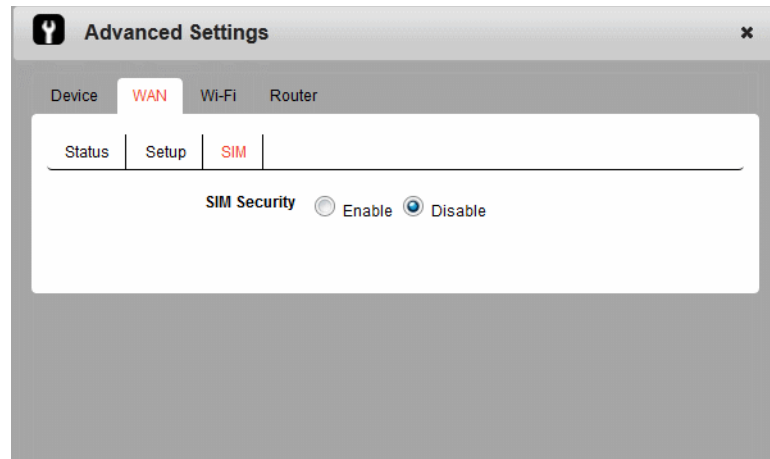 Advanced Settings
Device WAN Wi-Fi Router
Status Setup SIM
SIM Security Enable Disable